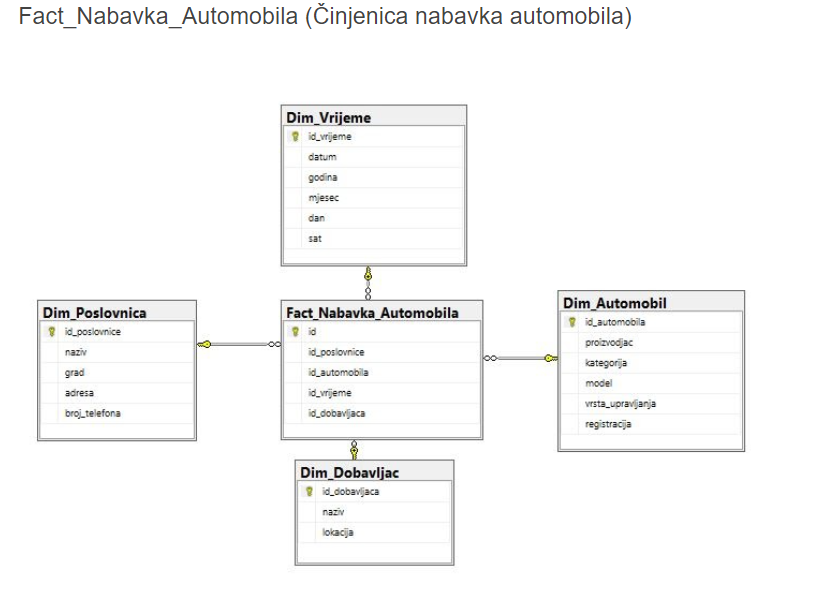 Fact_Nabavka_Automobila (Činjenica nabavka automobila)
Dim_Vrijeme
id_vrijeme
datum
godina
mjesec
dan
sat
Dim_Poslovnica
id_poslovnice
naziv
grad
adresa
broj_telefona
Fact_Nabavka_Automobila
id
id_poslovnice
id_automobila
id_vrijeme
id_dobavljaca
Dim_Automobil
id_automobila
proizvodjac
kategorija
model
vrsta_upravljanja
registracija
Dim_Dobavljac
id_dobavljaca
naziv
lokacija